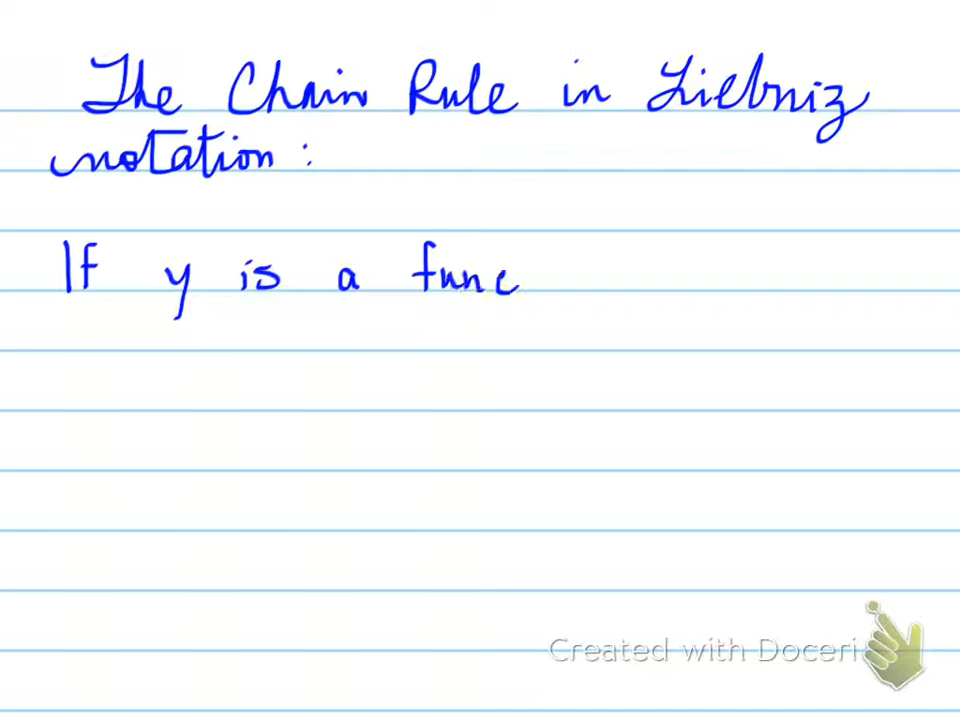 The Chain Rule in Liebniz
notation:
If y is a func
Created with Doceri